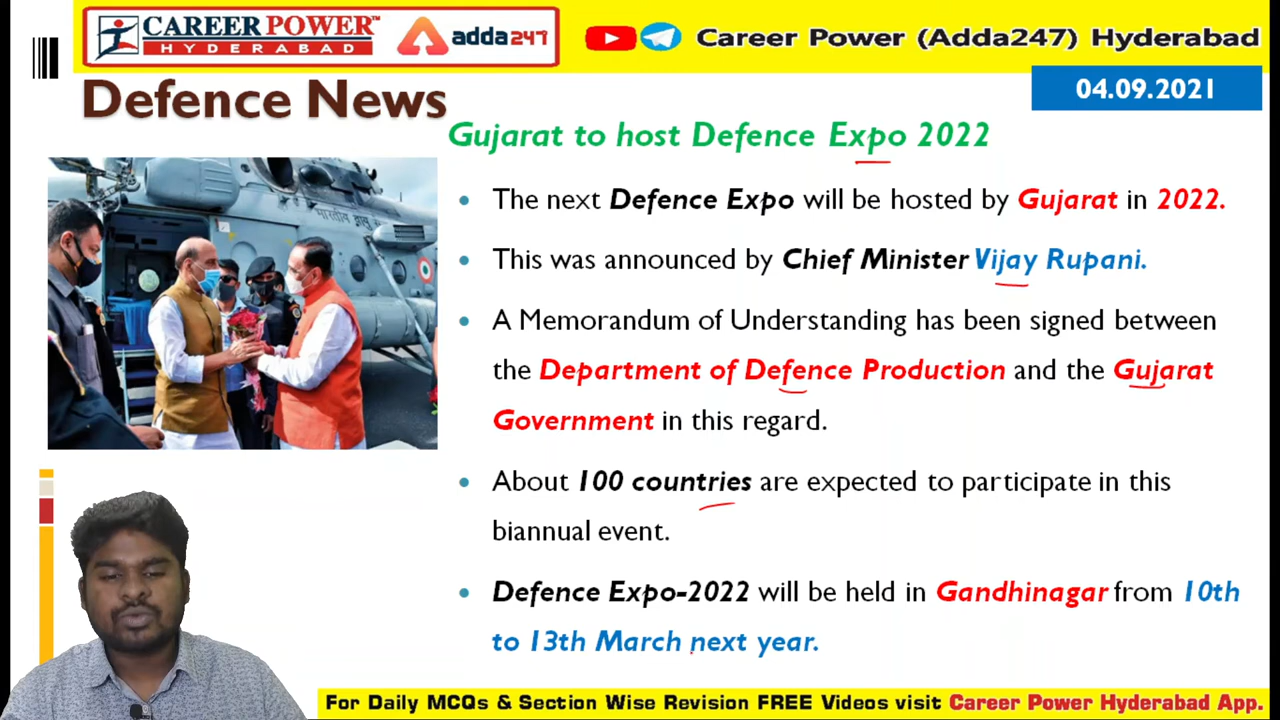 CAREER POWER™
HYDERABAD
adda247
Career Power (Adda247) Hyderabad
Defence News
04.09.2021
Gujarat to host Defence Expo 2022
• The next Defence Expo will be hosted by Gujarat in 2022.
• This was announced by Chief Minister Vijay Rupani.
• A Memorandum of Understanding has been signed between
the Department of Defence Production and the Gujarat
Government in this regard.
• About 100 countries are expected to participate in this
biannual event.
• Defence Expo-2022 will be held in Gandhinagar from 10th
to 13th March next year.
For Daily MCQs & Section Wise Revision FREE Videos visit Career Power Hyderabad App.